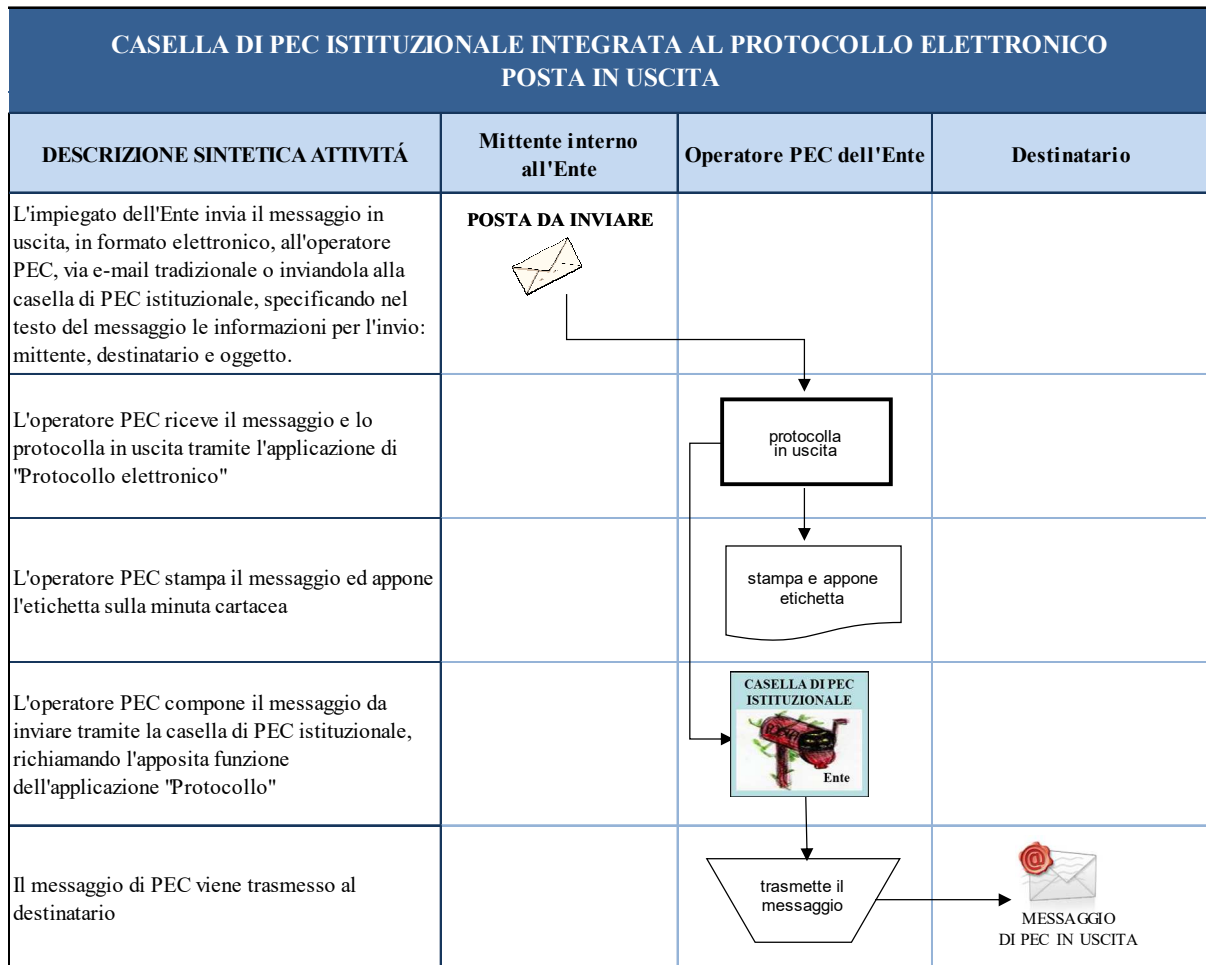 CASELLA DI PEC ISTITUZIONALE INTEGRATA AL PROTOCOLLO ELETTRONICO
POSTA IN USCITA
DESCRIZIONE SINTETICA ATTIVITÁ
Mittente interno
all'Ente
Operatore PEC dell'Ente
Destinatario
L'impiegato dell'Ente invia il messaggio in
uscita, in formato elettronico, all'operatore
PEC, via e-mail tradizionale o inviandola alla
casella di PEC istituzionale, specificando nel
testo del messaggio le informazioni per l'invio:
mittente, destinatario e oggetto.
POSTA DA INVIARE
L'operatore PEC riceve il messaggio e lo
protocolla in uscita tramite l'applicazione di
"Protocollo elettronico"
protocolla
in uscita
L'operatore PEC stampa il messaggio ed appone
l'etichetta sulla minuta cartacea
stampa e appone
etichetta
L'operatore PEC compone il messaggio da
inviare tramite la casella di PEC istituzionale,
richiamando l'apposita funzione
dell'applicazione "Protocollo"
CASELLA DI PEC
ISTITUZIONALE
Ente
Il messaggio di PEC viene trasmesso al
destinatario
trasmette il
messaggio
@
MESSAGGIO
DI PEC IN USCITA